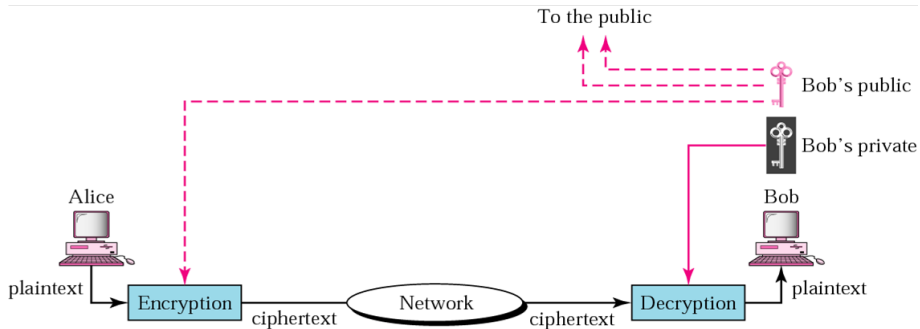 To the public
Bob's public
Bob's private
Alice
Bob
plaintext
Encryption
ciphertext
Network
ciphertext
Decryption
plaintext